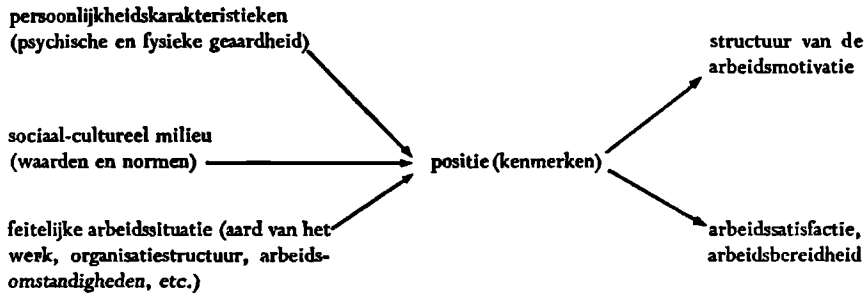 persoonlijkheidskarakteristieken
(psychische en fysieke geaardheid)
structuur van de
arbeidsmotivatie
sociaal-cultureel milieu
(waarden en normen)
positie (kenmerken)
feitelijke arbeidssituatie (aard van het
werk, organisatiestructuur, arbeids-
omstandigheden, etc.)
arbeidssatisfactie,
arbeidsbereidheid